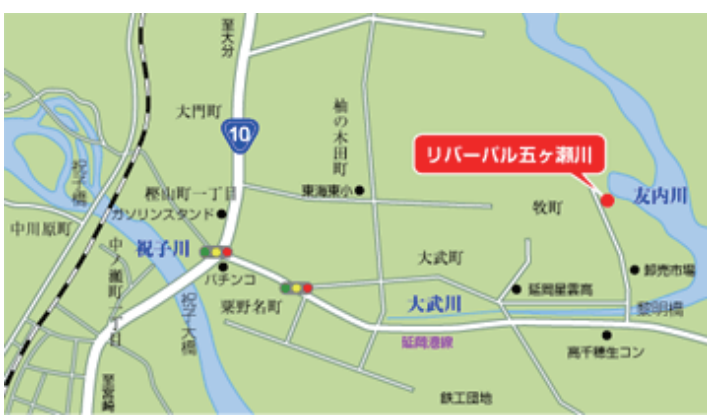 至大分
大門町
10
柚の木田町
リバーパル五ヶ瀬川
祝子橋
樫山町一丁目
東海東小
牧町
友内川
ガソリンスタンド
中川原町
中ノ瀬町一丁目
祝子川
大武町
卸売市場
パチンコ
祝子大橋
粟野名町
大武川
延岡星雲高
黎明橋
延岡港線
高千穂生コン
至宮崎
鉄工団地